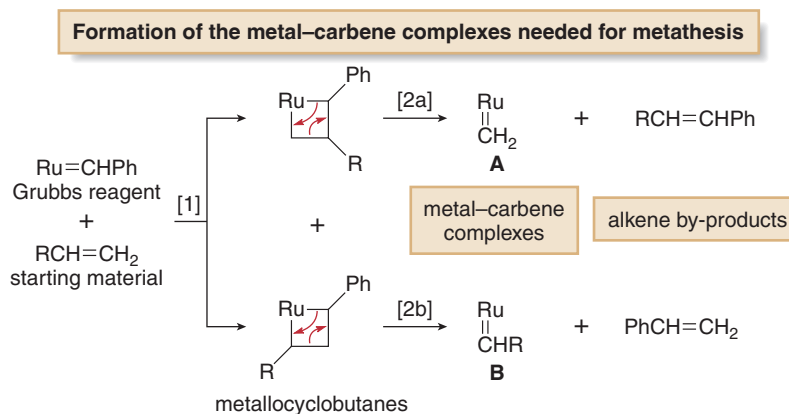 Formation of the metal–carbene complexes needed for metathesis
Ru=CHPh
Grubbs reagent
+
RCH=CH₂
starting material
[1]
Ru
Ph
R
[2a]
Ru
CH₂
A
+
RCH=CHPh
+
metal–carbene
complexes
alkene by-products
Ru
Ph
R
metallocyclobutanes
[2b]
Ru
CHR
B
+
PhCH=CH₂